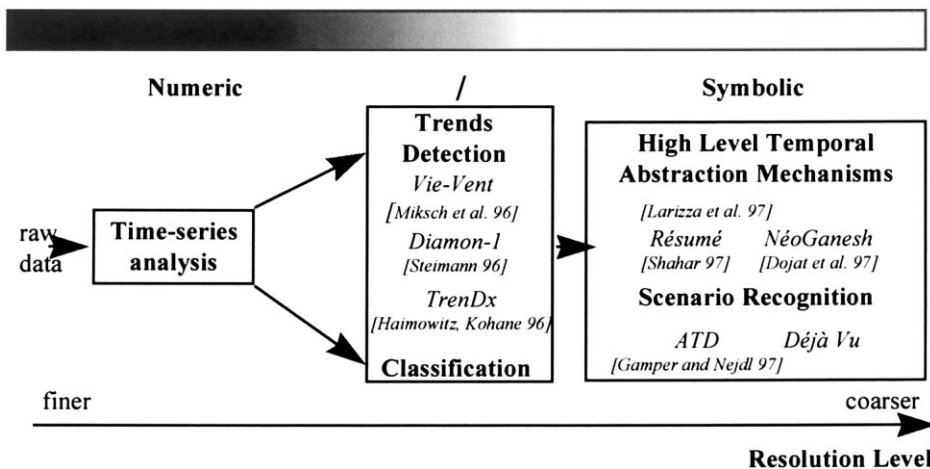 Numeric / Symbolic
raw
data
Time-series
analysis
Trends
Detection
Vie-Vent
[Miksch et al. 96]
Diamon-1
[Steimann 96]
TrenDx
[Haimowitz, Kohane 96]
Classification
High Level Temporal
Abstraction Mechanisms
[Larizza et al. 97]
Résumé NéoGanesh
[Shahar 97] [Dojat et al. 97]
Scenario Recognition
ATD Déjà Vu
[Gamper and Nejdl 97]
finer coarser
Resolution Level